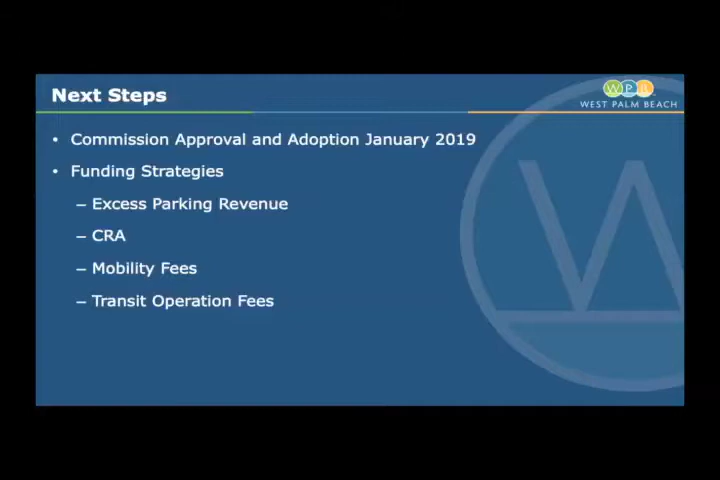 Next Steps
WPB
WEST PALM BEACH
• Commission Approval and Adoption January 2019
• Funding Strategies
– Excess Parking Revenue
– CRA
– Mobility Fees
– Transit Operation Fees